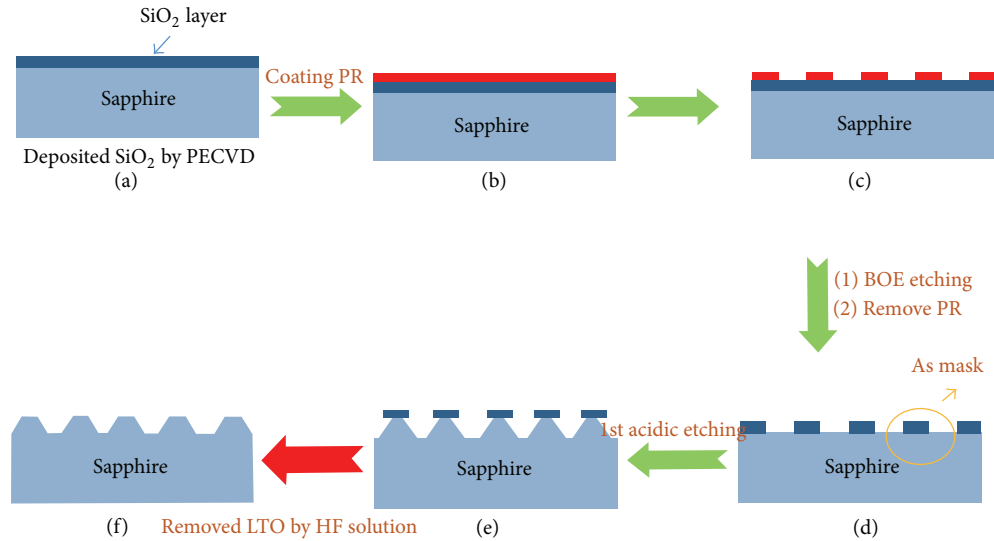 SiO₂ layer
Coating PR
Sapphire
Deposited SiO₂ by PECVD
(a)
Sapphire
(b)
Sapphire
(c)
(1) BOE etching
(2) Remove PR
As mask
Sapphire
(d)
1st acidic etching
Sapphire
(e)
Removed LTO by HF solution
Sapphire
(f)